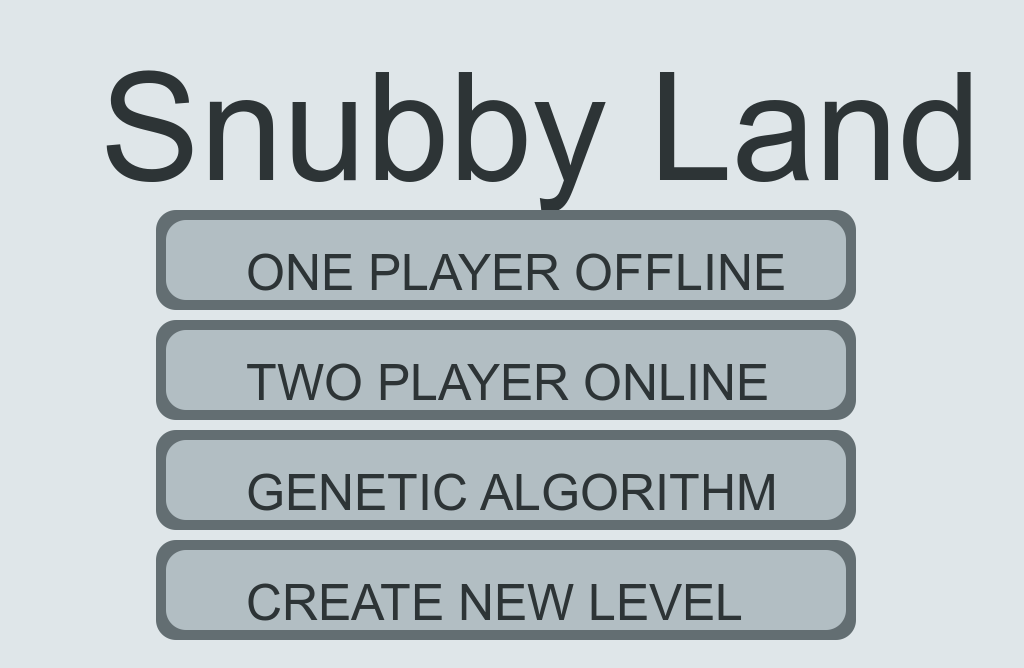 Snubby Land
ONE PLAYER OFFLINE
TWO PLAYER ONLINE
GENETIC ALGORITHM
CREATE NEW LEVEL